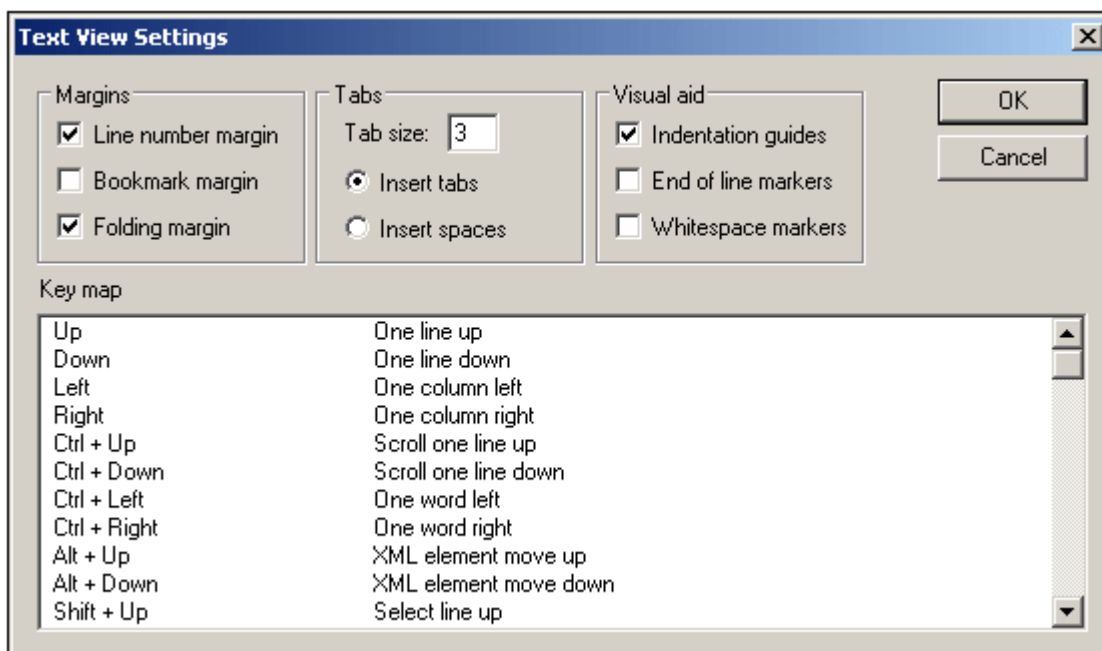 Text View Settings
Margins
Line number margin
Bookmark margin
Folding margin
Tabs
Tab size: 3
Insert tabs
Insert spaces
Visual aid
Indentation guides
End of line markers
Whitespace markers
OK
Cancel
Key map
Up One line up
Down One line down
Left One column left
Right One column right
Ctrl + Up Scroll one line up
Ctrl + Down Scroll one line down
Ctrl + Left One word left
Ctrl + Right One word right
Alt + Up XML element move up
Alt + Down XML element move down
Shift + Up Select line up